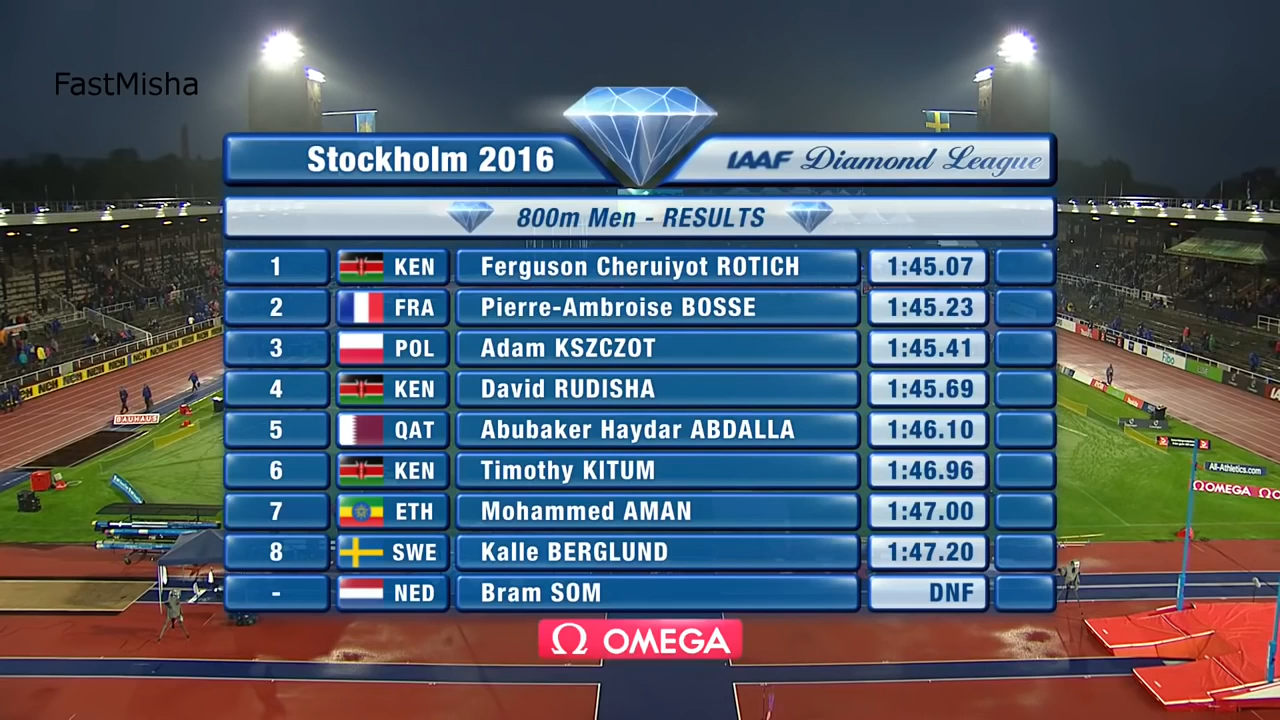 FastMisha
Stockholm 2016
IAAF Diamond League
800m Men - RESULTS
1 KEN Ferguson Cheruiyot ROTICH 1:45.07
2 FRA Pierre-Ambroise BOSSE 1:45.23
3 POL Adam KSZCZOT 1:45.41
4 KEN David RUDISHA 1:45.69
5 QAT Abubaker Haydar ABDALLA 1:46.10
6 KEN Timothy KITUM 1:46.96
7 ETH Mohammed AMAN 1:47.00
8 SWE Kalle BERGLUND 1:47.20
- NED Bram SOM DNF
BAUHAUS
All-Athletics.com
OMEGA
OMEGA